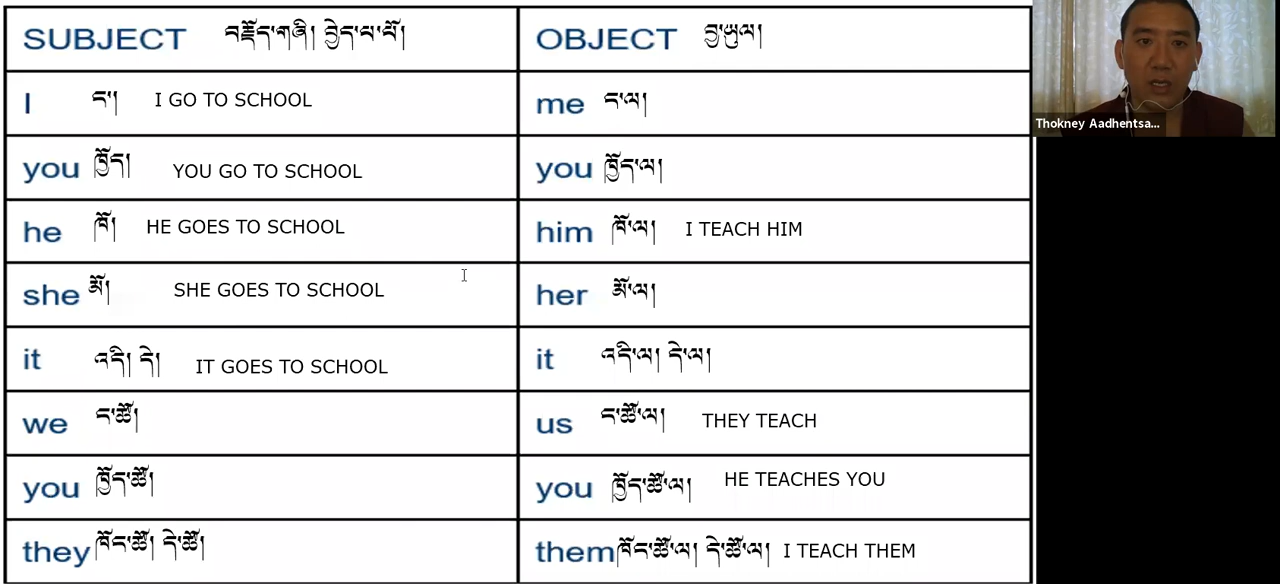 SUBJECT བརྗོད་གཞི། བྱེད་པ་པོ།
OBJECT བྱ་ཡུལ།
I ང་། I GO TO SCHOOL
me ང་ལ།
you ཁྱོད། YOU GO TO SCHOOL
you ཁྱོད་ལ།
he ཁོ། HE GOES TO SCHOOL
him ཁོ་ལ། I TEACH HIM
she མོ། SHE GOES TO SCHOOL
her མོ་ལ།
it འདི། དེ། IT GOES TO SCHOOL
it འདི་ལ། དེ་ལ།
we ང་ཚོ།
us ང་ཚོ་ལ། THEY TEACH
you ཁྱོད་ཚོ།
you ཁྱོད་ཚོ་ལ། HE TEACHES YOU
they ཁོང་ཚོ། དེ་ཚོ།
them ཁོང་ཚོ་ལ། དེ་ཚོ་ལ། I TEACH THEM
Thokney Aadhentsa...